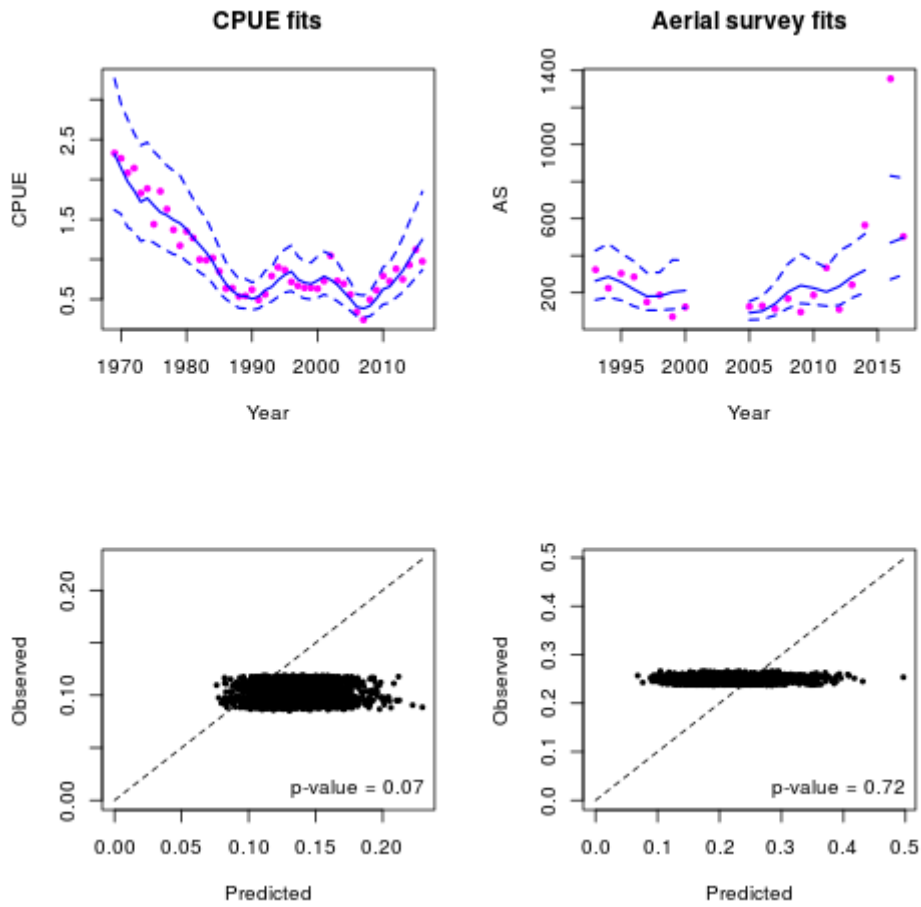 CPUE fits
CPUE
0.5
1.5
2.5
1970 1980 1990 2000 2010
Year
Aerial survey fits
AS
200
600
1000
1400
1995 2000 2005 2010 2015
Year
Observed
0.00
0.10
0.20
p-value = 0.07
0.00 0.05 0.10 0.15 0.20
Predicted
Observed
0.0
0.1
0.2
0.3
0.4
0.5
p-value = 0.72
0.0 0.1 0.2 0.3 0.4 0.5
Predicted